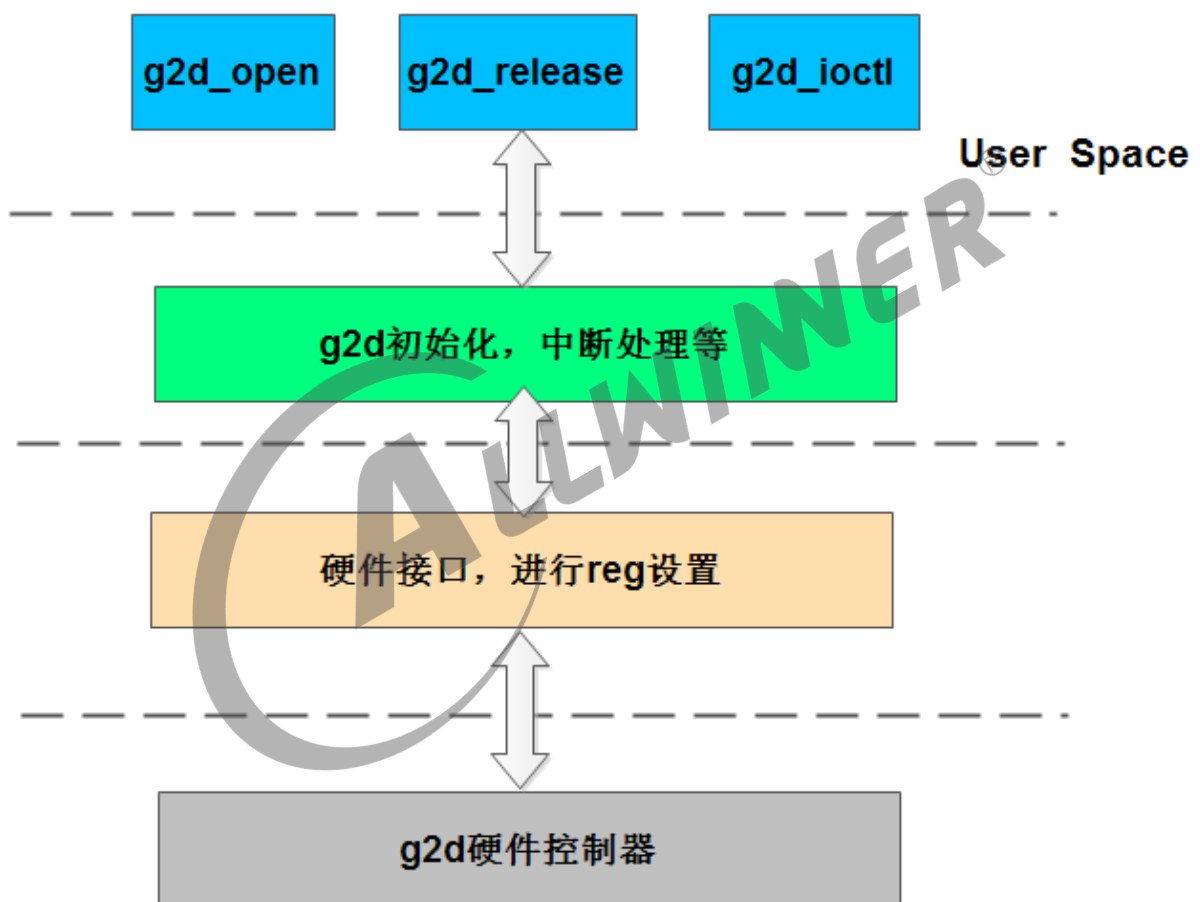 g2d_open g2d_release g2d_ioctl
User Space
ALLWINNER®
g2d初始化，中断处理等
硬件接口，进行reg设置
g2d硬件控制器